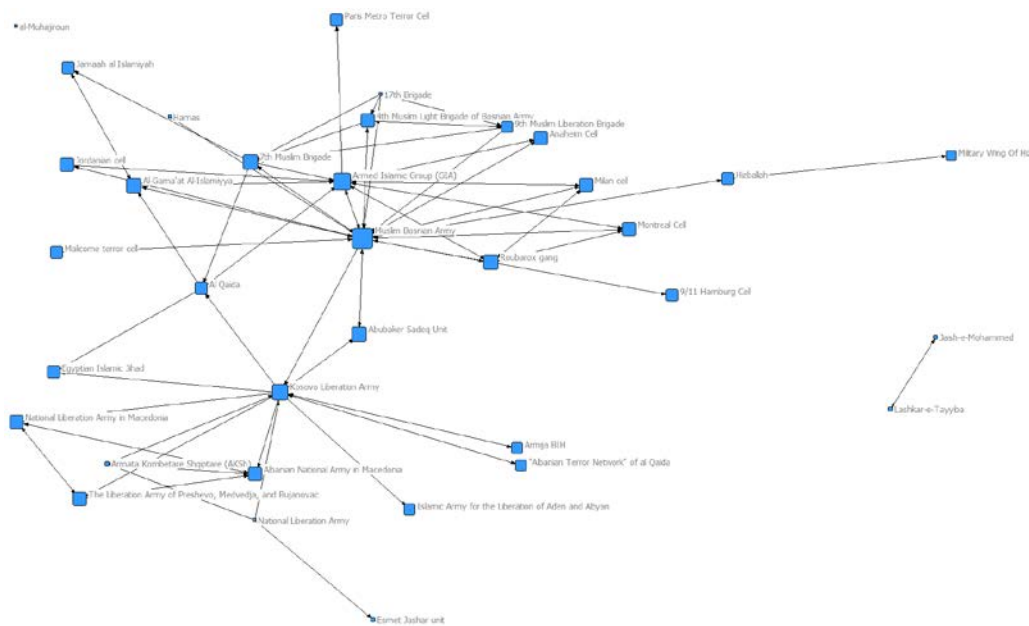 Paris Metro Terror Cell
al-Muhajiroun
Jamaah al Islamiyah
17th Brigade
Hamas
4th Muslim Light Brigade of Bosnian Army
9th Muslim Liberation Brigade
Anaheim Cell
Jordanian cell
7th Muslim Brigade
Military Wing Of
Al-Gama'at Al-Islamiyya
Armed Islamic Group (GIA)
Milan cell
Hizballah
Muslim Bosnian Army
Montreal Cell
Malicome terror cell
Roubarox gang
Al Qaida
9/11 Hamburg Cell
Abubaker Sadeq Unit
Jaish-e-Mohammed
Egyptian Islamic Jihad
Kosovo Liberation Army
Lashkar-e-Tayyiba
National Liberation Army in Macedonia
Armija BIH
Armata Kombetare Shqiptare (AKSh)
"Albanian Terror Network" of al Qaida
Albanian National Army in Macedonia
The Liberation Army of Preshevo, Medvedja, and Bujanovac
Islamic Army for the Liberation of Aden and Abyan
National Liberation Army
Esmet Jashar unit